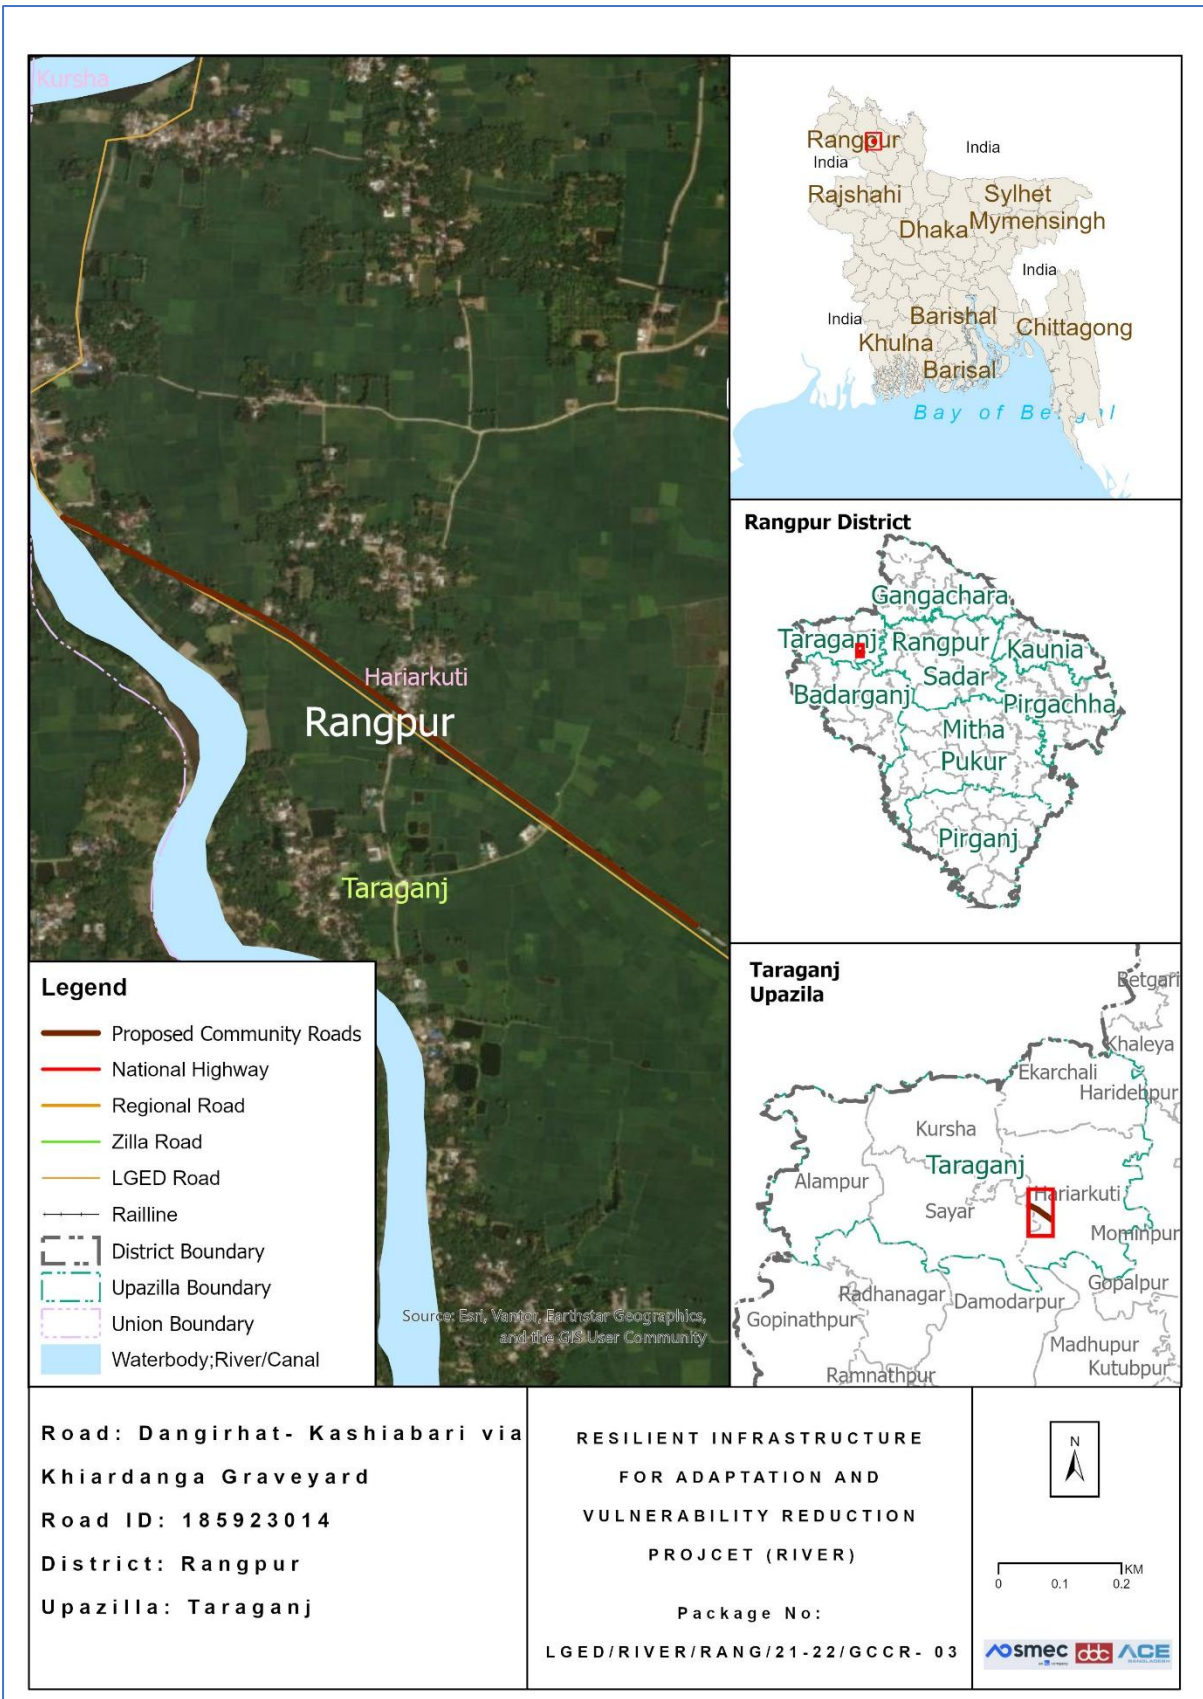 Kursha
Hariarkuti
Rangpur
Taraganj
Source: Esri, Vantor, Earthstar Geographics,
and the GIS User Community
Legend
Proposed Community Roads
National Highway
Regional Road
Zilla Road
LGED Road
Railline
District Boundary
Upazilla Boundary
Union Boundary
Waterbody;River/Canal
Rangpur
India
India
Rajshahi
Sylhet
Mymensingh
Dhaka
India
India
Barishal
Chittagong
Khulna
Barisal
Bay of Bengal
Rangpur District
Gangachara
Taraganj
Rangpur
Sadar
Kaunia
Badarganj
Pirgachha
Mitha
Pukur
Pirganj
Taraganj
Upazila
Betgari
Khaleya
Ekarchali
Haridebpur
Kursha
Taraganj
Alampur
Hariarkuti
Sayar
Mominpur
Gopalpur
Radhanagar
Damodarpur
Gopinathpur
Madhupur
Kutubpur
Ramnathpur
Road: Dangirhat- Kashiabari via
Khiardanga Graveyard
Road ID: 185923014
District: Rangpur
Upazilla: Taraganj
RESILIENT INFRASTRUCTURE
FOR ADAPTATION AND
VULNERABILITY REDUCTION
PROJCET (RIVER)
Package No:
LGED/RIVER/RANG/21-22/GCCR- 03
N
KM
0 0.1 0.2
smec
dbc
ACE
BANGLADESH